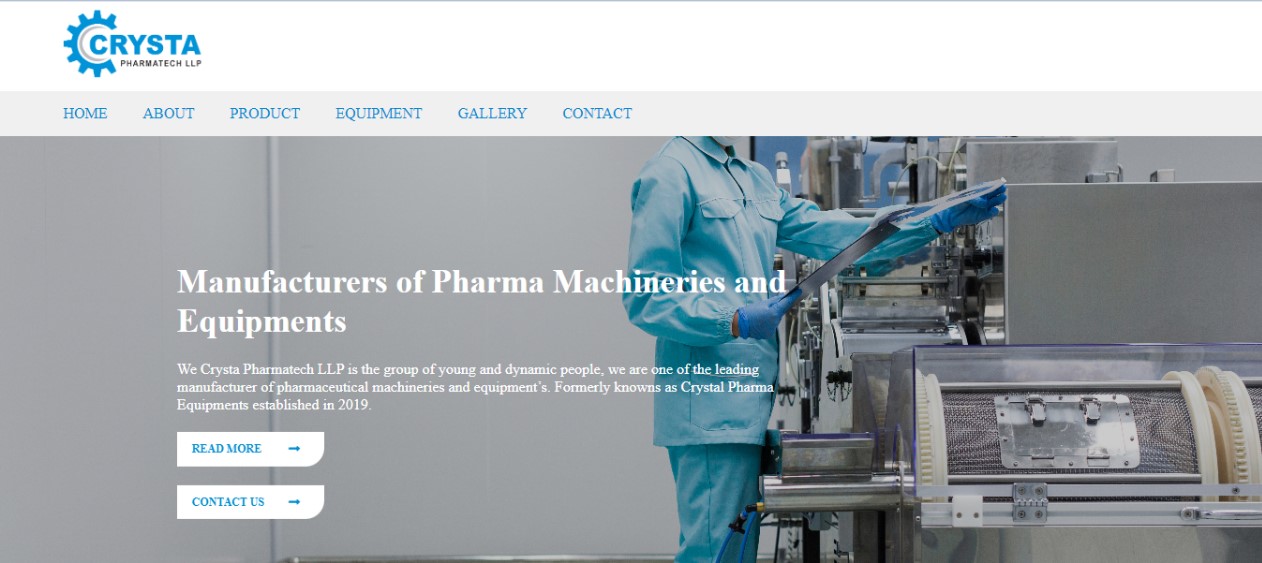 CRYSTA
PHARMATECH LLP
HOME ABOUT PRODUCT EQUIPMENT GALLERY CONTACT
Manufacturers of Pharma Machineries and
Equipments
We Crysta Pharmatech LLP is the group of young and dynamic people, we are one of the leading
manufacturer of pharmaceutical machineries and equipment’s. Formerly knowns as Crystal Pharma
Equipments established in 2019.
READ MORE
CONTACT US